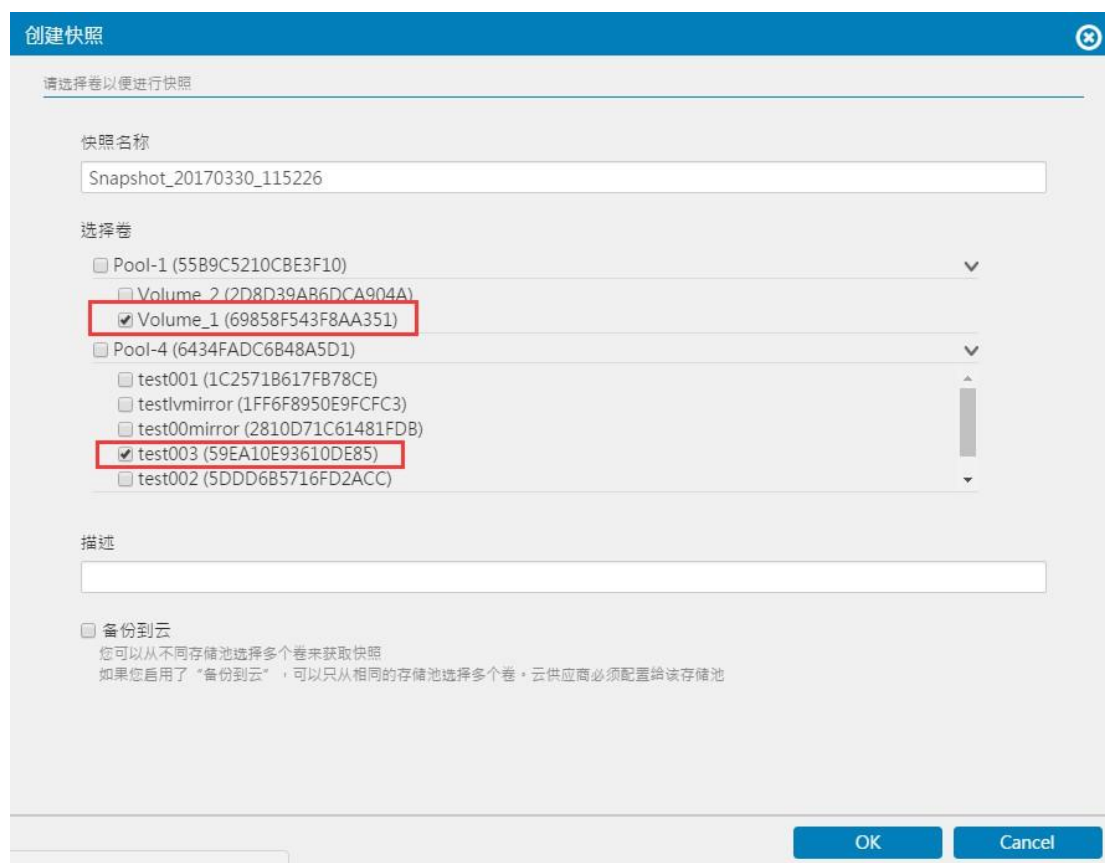 创建快照
请选择卷以便进行快照
快照名称
Snapshot_20170330_115226
选择卷
Pool-1 (55B9C5210CBE3F10)
Volume_2 (2D8D39AB6DCA904A)
Volume_1 (69858F543F8AA351)
Pool-4 (6434FADC6B48A5D1)
test001 (1C2571B617FB78CE)
testlvmirror (1FF6F8950E9FCFC3)
test00mirror (2810D71C61481FDB)
test003 (59EA10E93610DE85)
test002 (5DDD6B5716FD2ACC)
描述
备份到云
您可以从不同存储池选择多个卷来获取快照
如果您启用了“备份到云”，可以只从相同的存储池选择多个卷。云供应商必须配置给该存储池
OK
Cancel